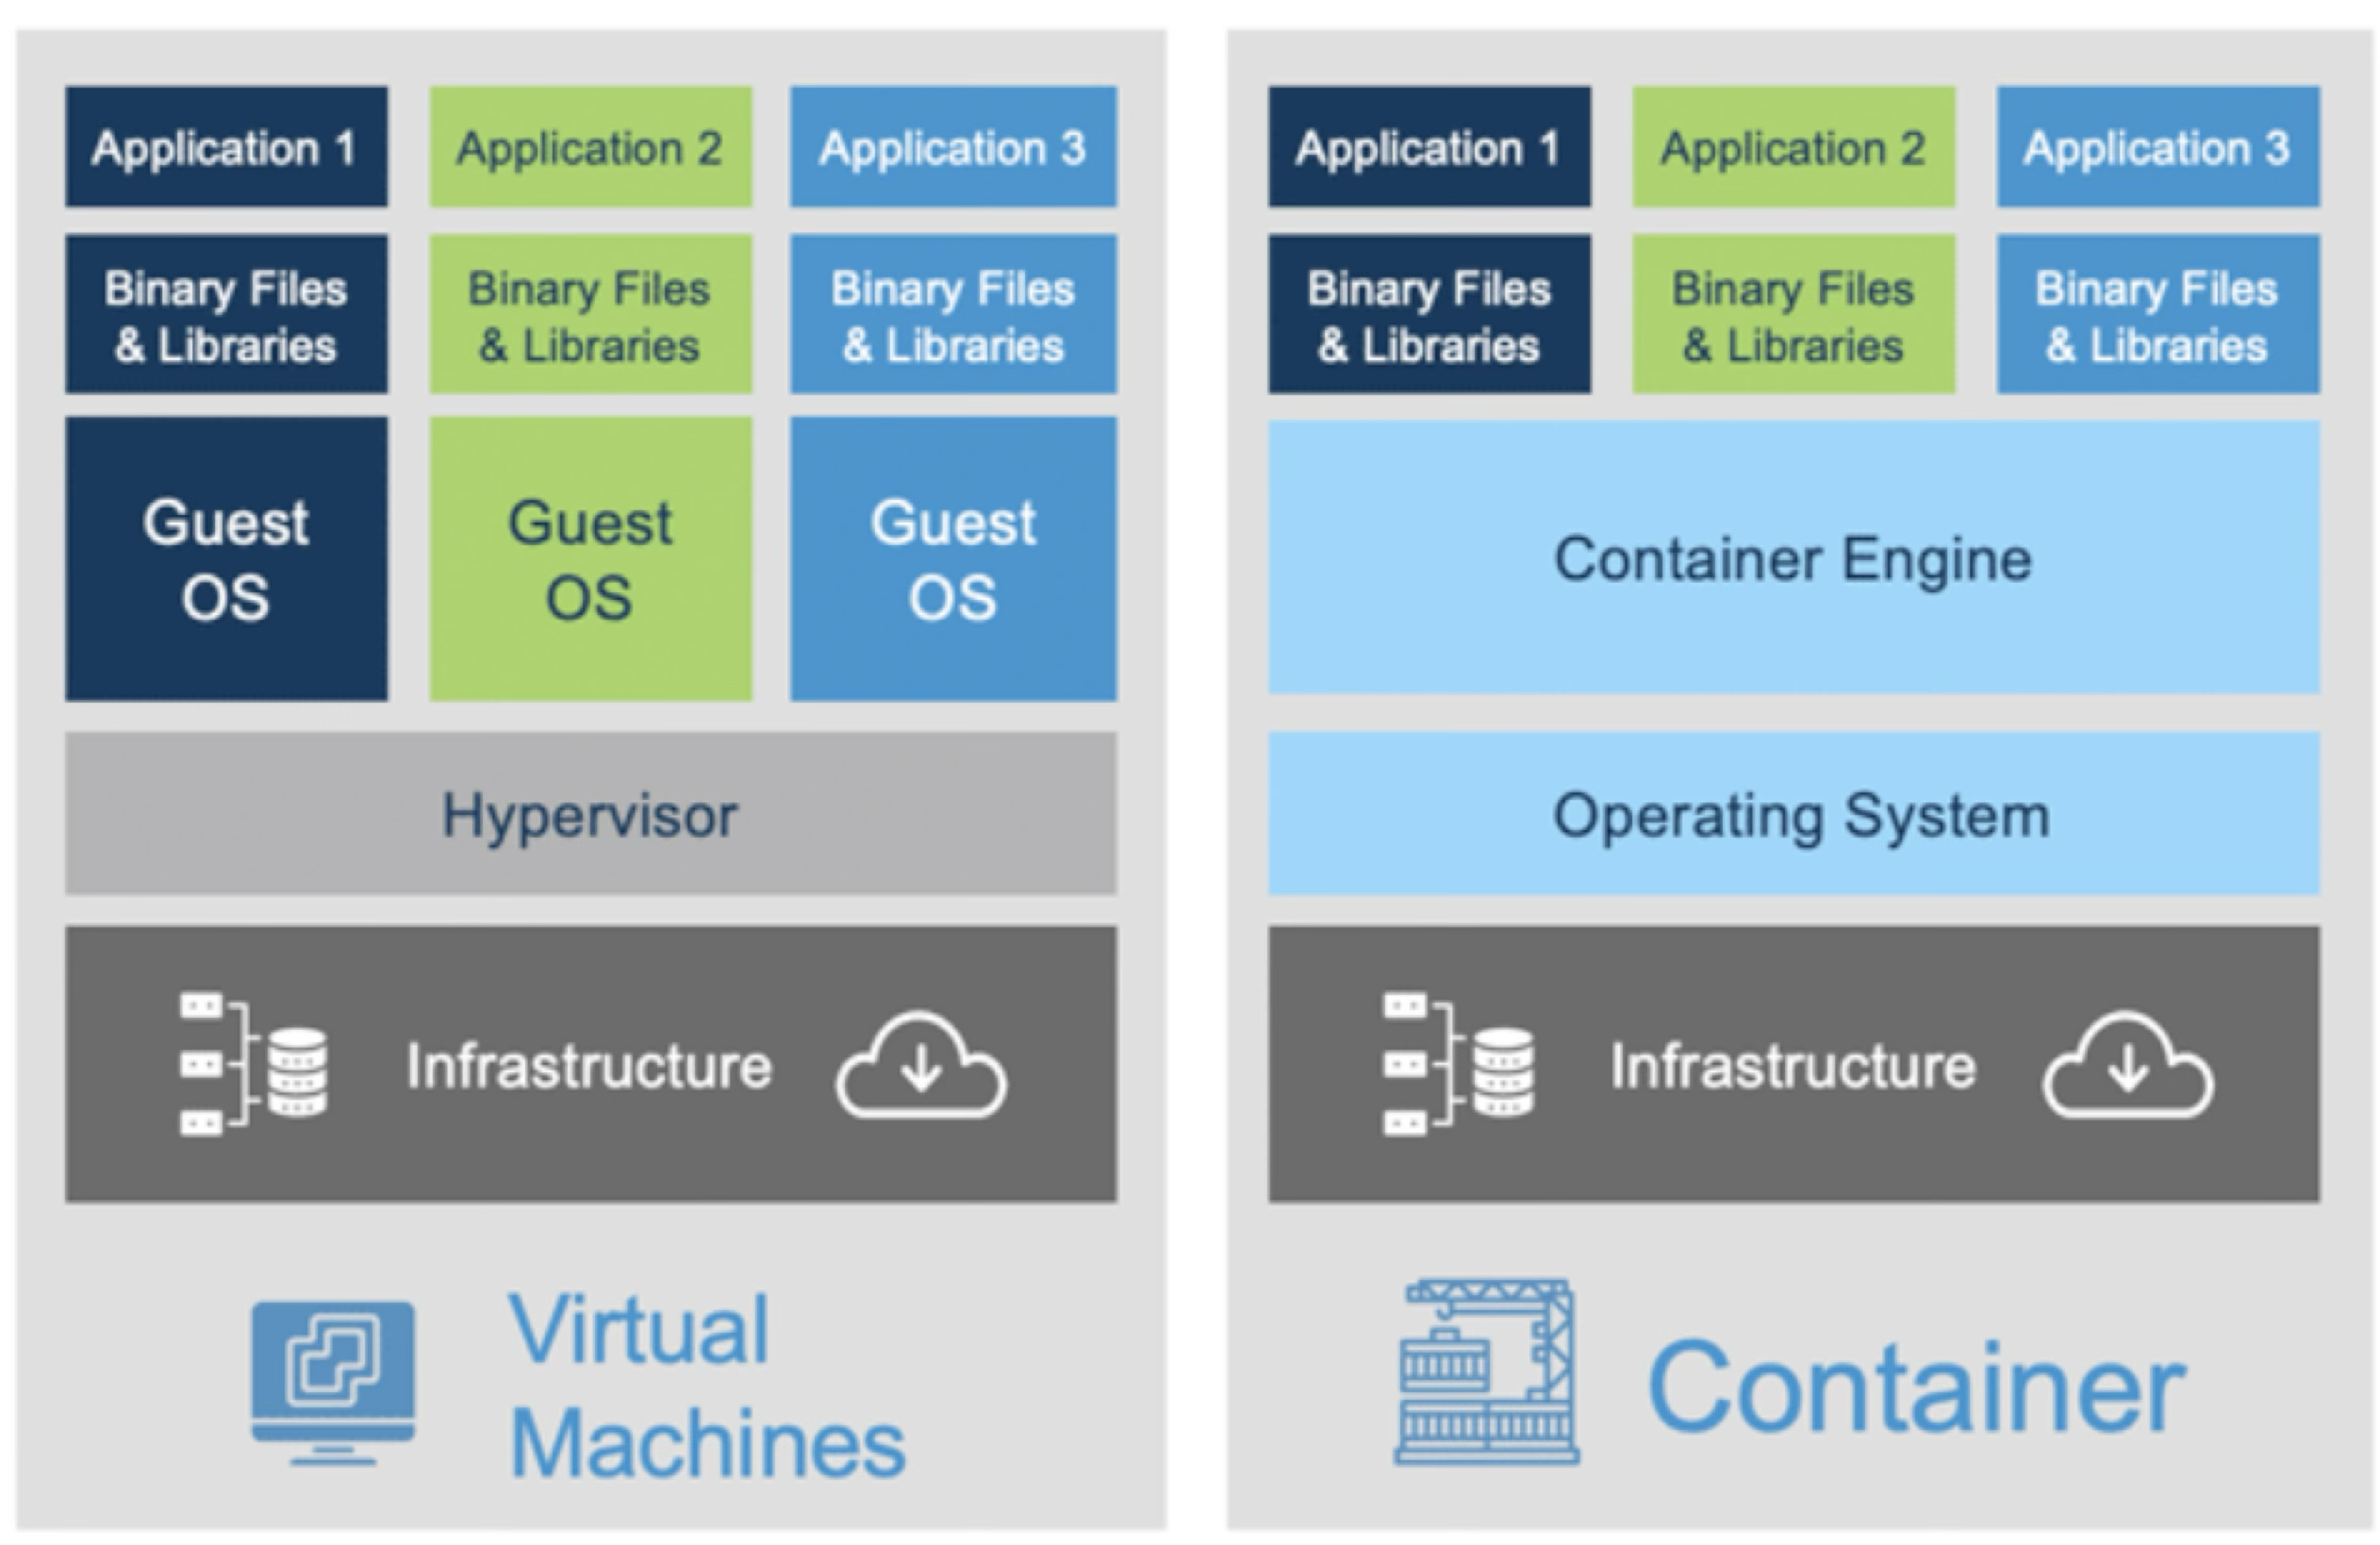 Application 1
Application 2
Application 3
Binary Files
& Libraries
Binary Files
& Libraries
Binary Files
& Libraries
Guest
OS
Guest
OS
Guest
OS
Hypervisor
Infrastructure
Virtual
Machines
Application 1
Application 2
Application 3
Binary Files
& Libraries
Binary Files
& Libraries
Binary Files
& Libraries
Container Engine
Operating System
Infrastructure
Container